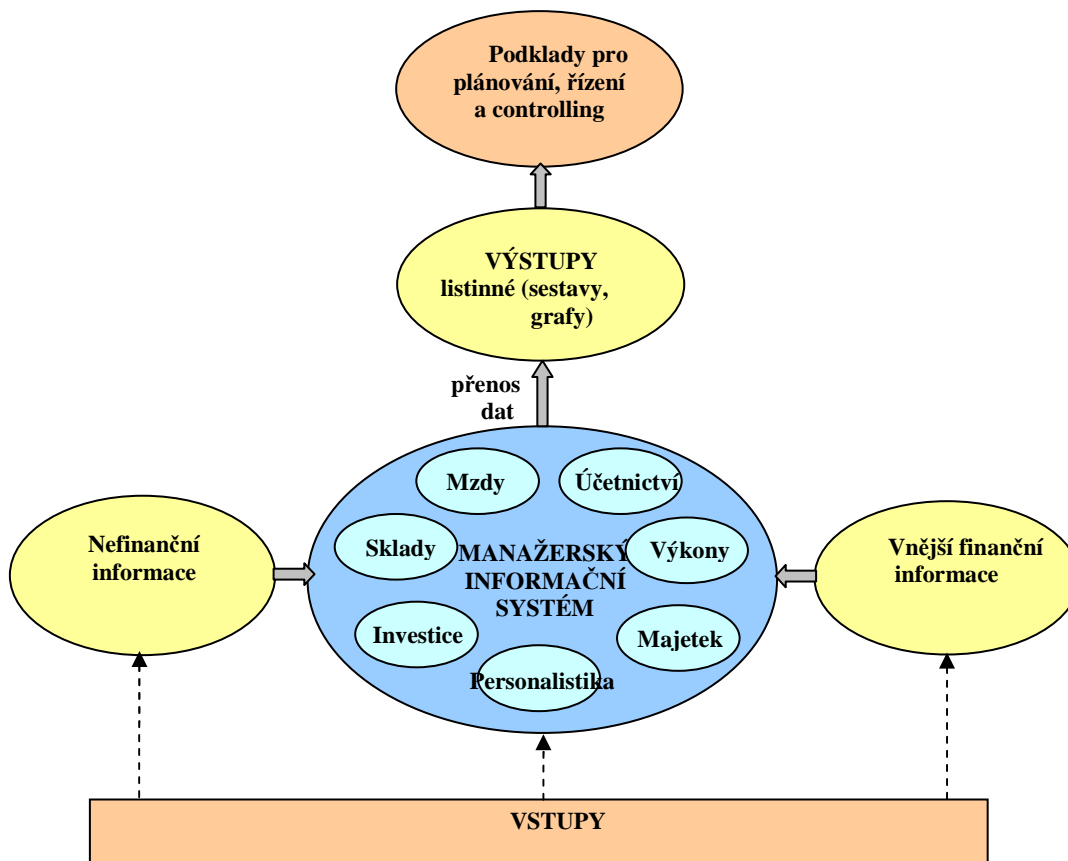 Podklady pro
plánování, řízení
a controlling
VÝSTUPY
listinné (sestavy,
grafy)
přenos
dat
Mzdy
Účetnictví
Sklady
Výkony
MANAŽERSKÝ
INFORMAČNÍ
SYSTÉM
Investice
Majetek
Personalistika
Nefinanční
informace
Vnější finanční
informace
VSTUPY